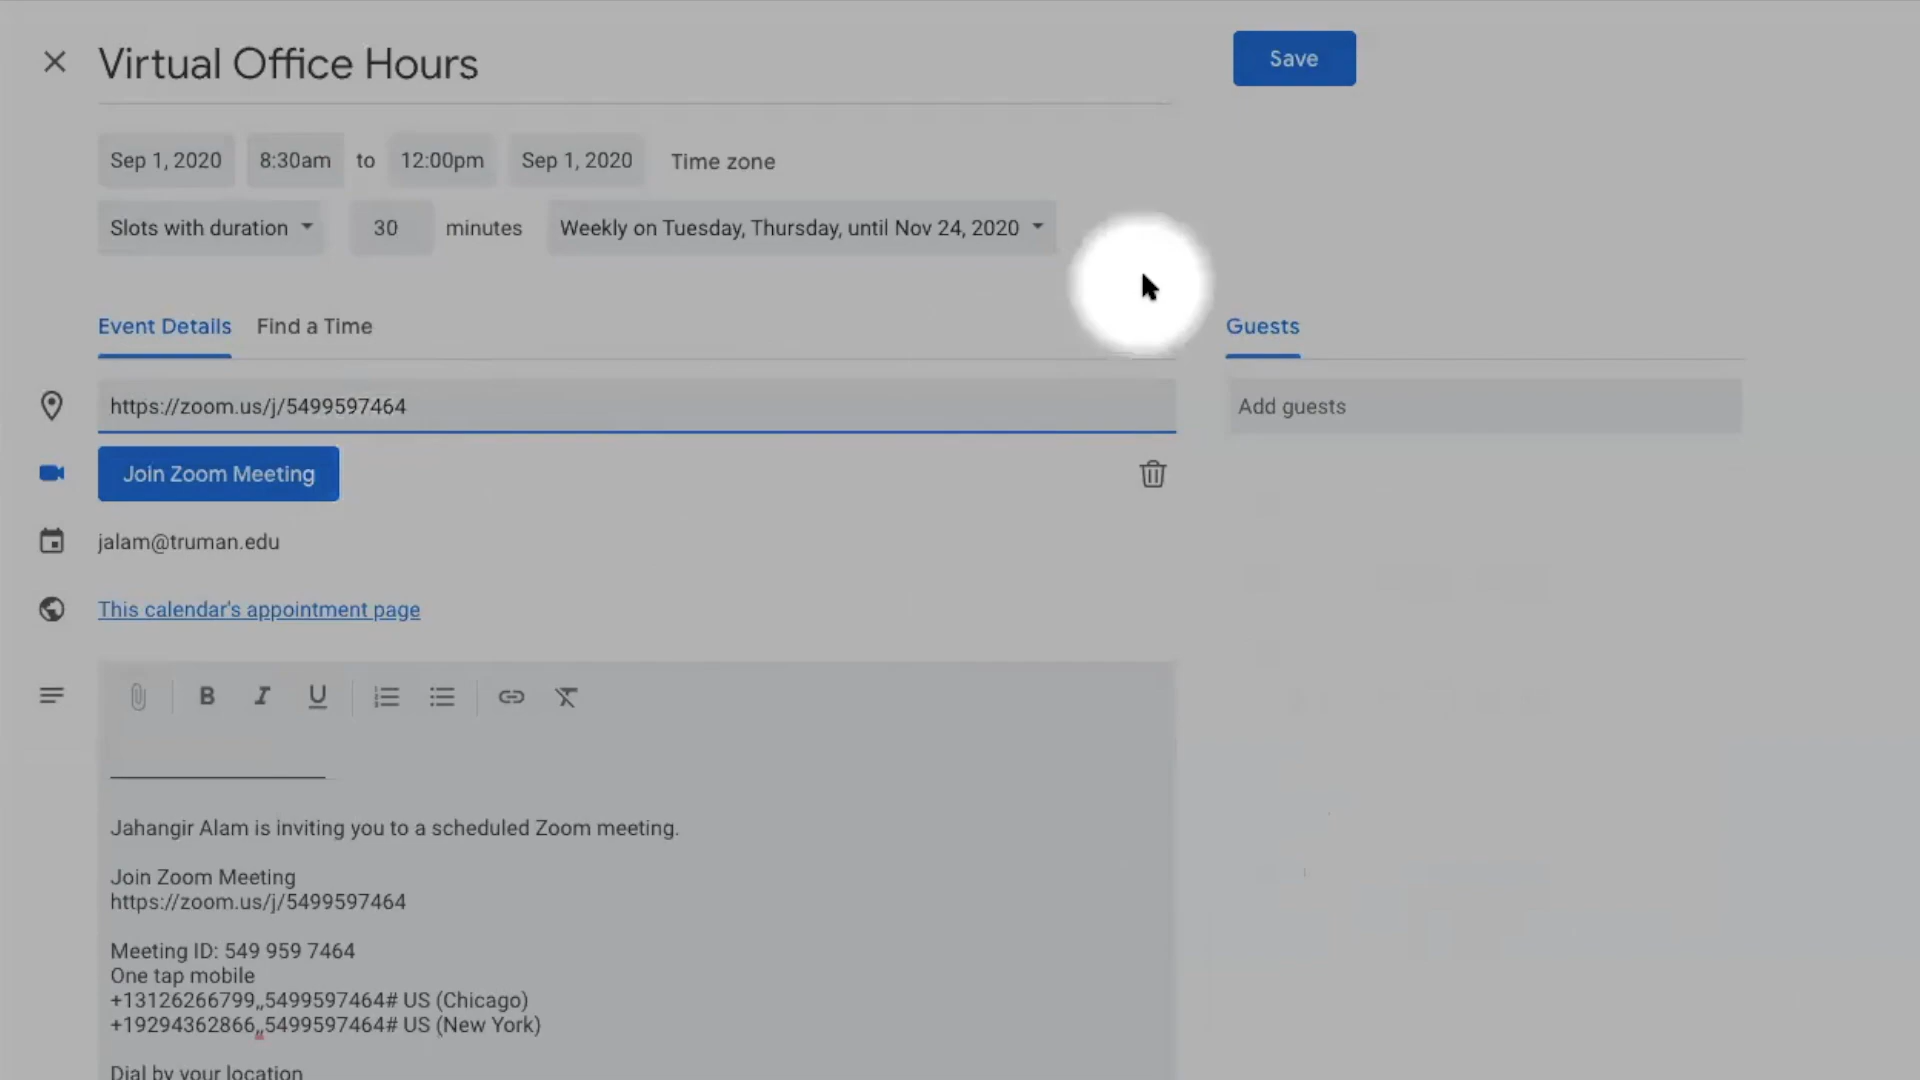 Virtual Office Hours
Save
Sep 1, 2020 8:30am to 12:00pm Sep 1, 2020 Time zone
Slots with duration 30 minutes Weekly on Tuesday, Thursday, until Nov 24, 2020
Event Details Find a Time
Guests
https://zoom.us/j/5499597464
Add guests
Join Zoom Meeting
jalam@truman.edu
This calendar's appointment page
B I U
Jahangir Alam is inviting you to a scheduled Zoom meeting.
Join Zoom Meeting
https://zoom.us/j/5499597464
Meeting ID: 549 959 7464
One tap mobile
+13126266799,,5499597464# US (Chicago)
+19294362866,,5499597464# US (New York)
Dial by your location